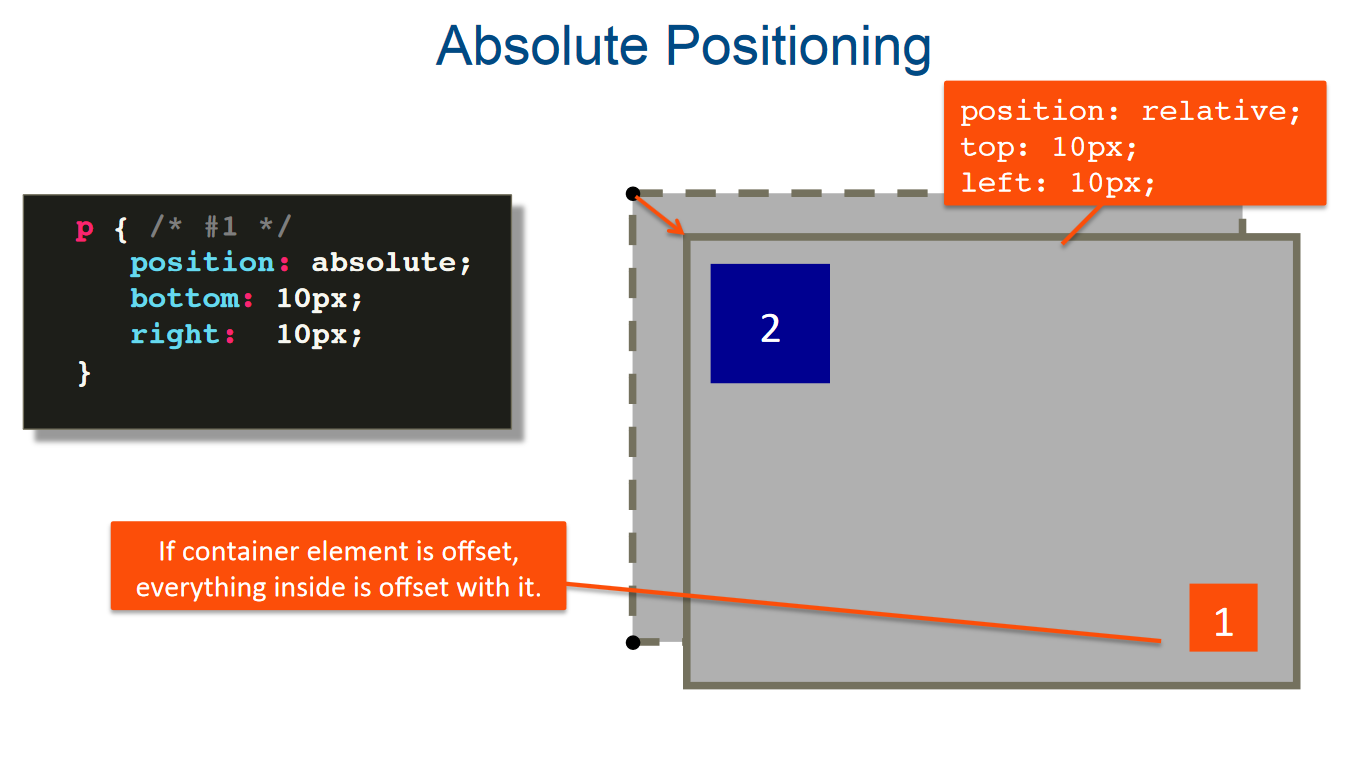 Absolute Positioning
position: relative;
top: 10px;
left: 10px;
p { /* #1 */
position: absolute;
bottom: 10px;
right:  10px;
}
2
If container element is offset,
everything inside is offset with it.
1